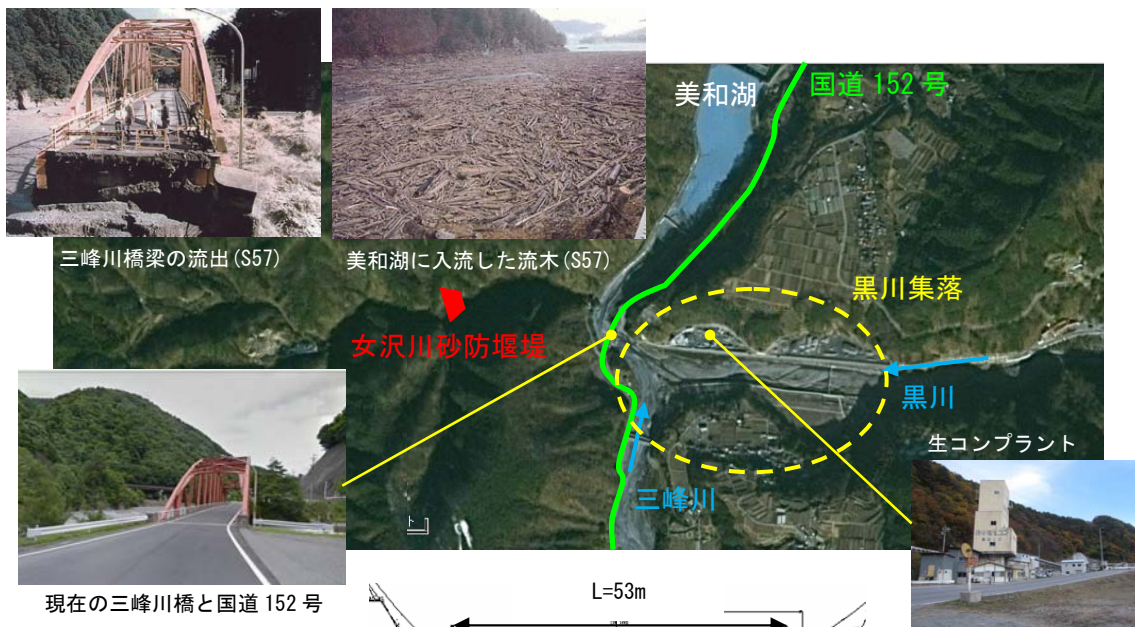 美和湖
国道 152 号
三峰川橋梁の流出(S57)
美和湖に入流した流木(S57)
黒川集落
女沢川砂防堰堤
黒川
生コンプラント
三峰川
現在の三峰川橋と国道 152 号
L=53m